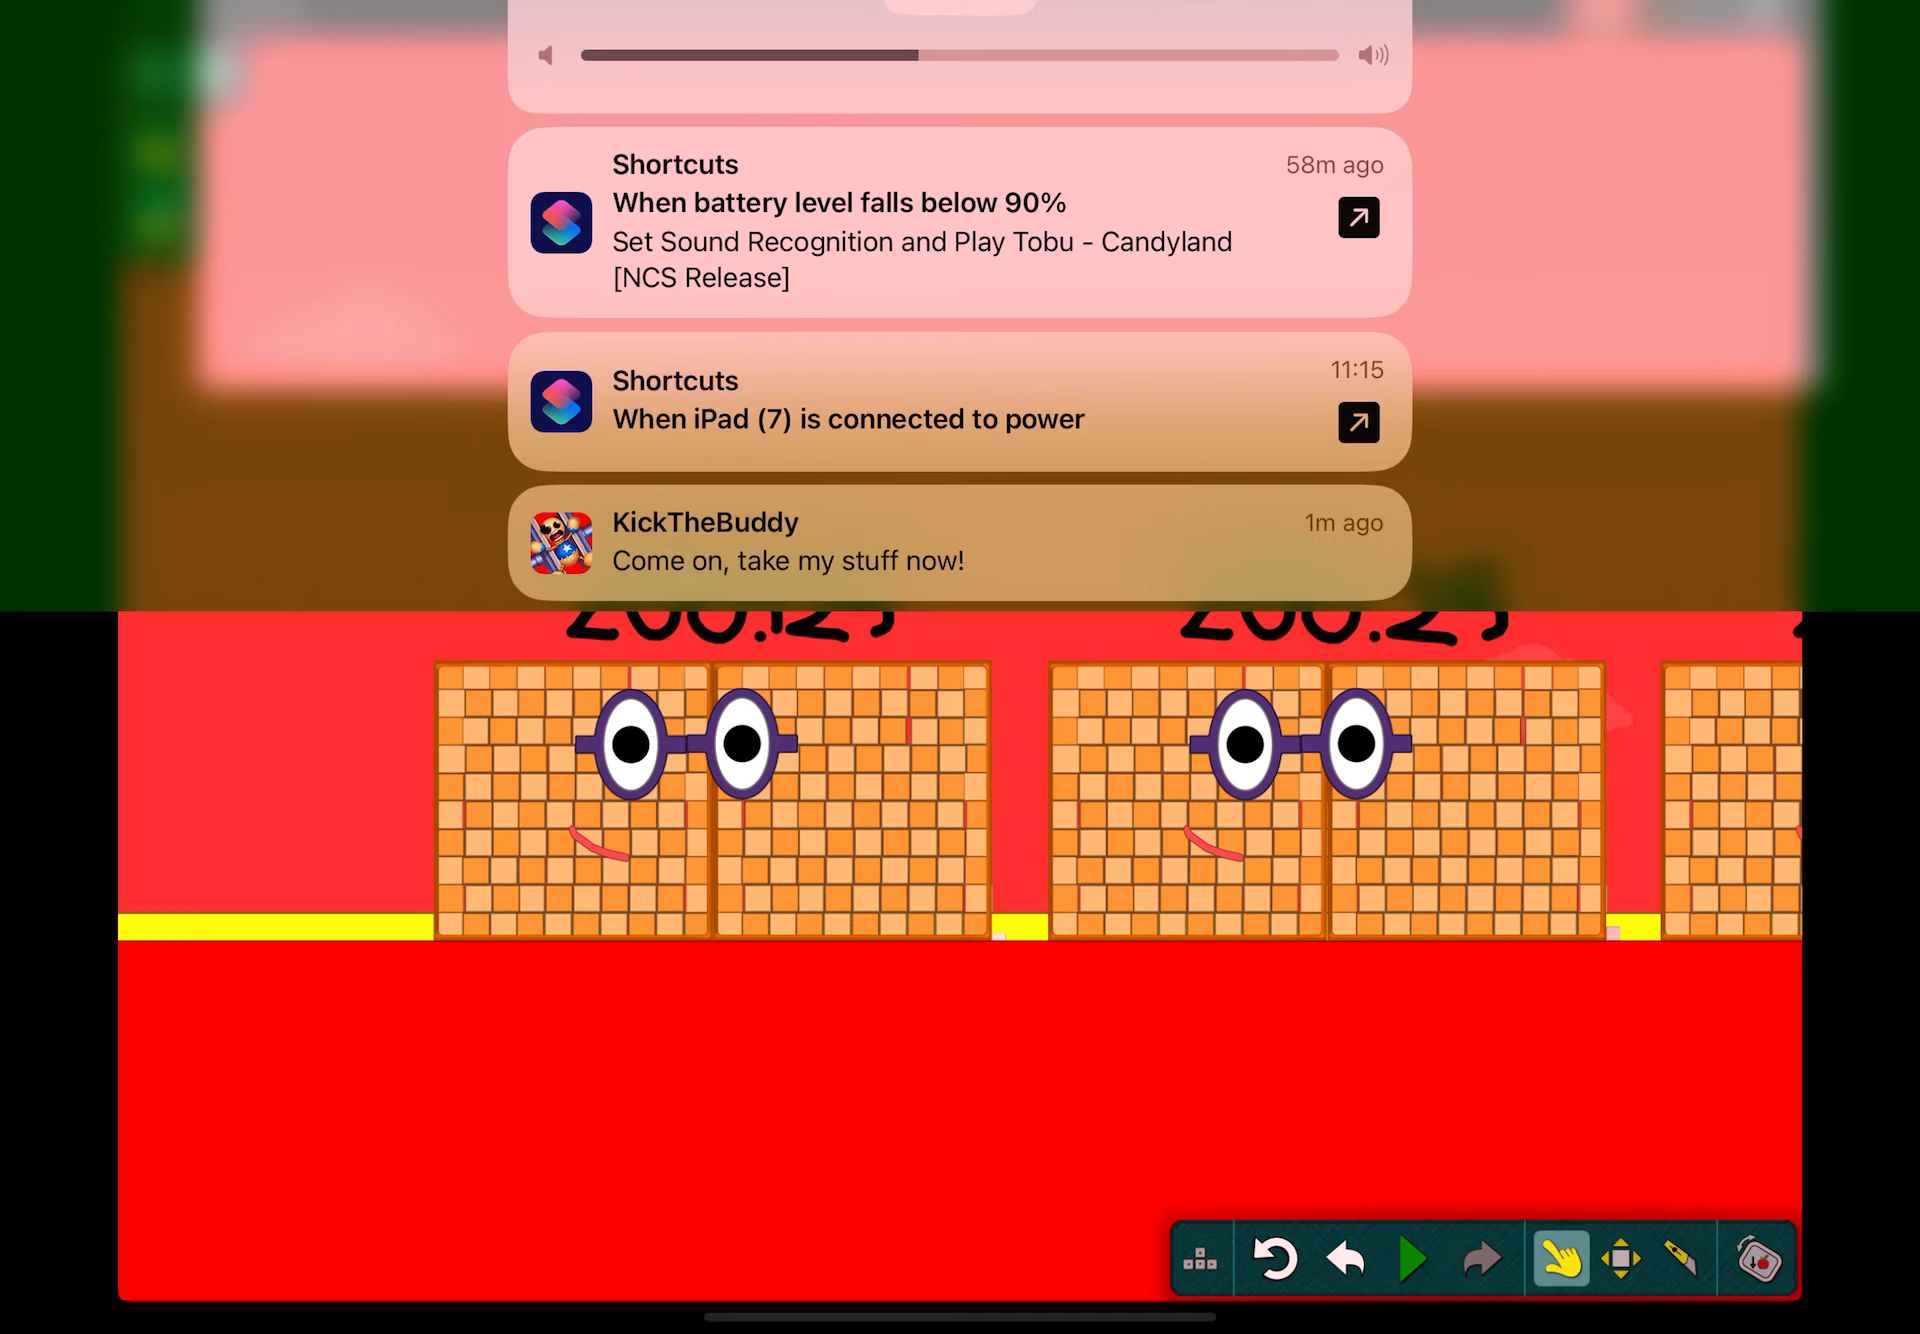 Shortcuts
58m ago
When battery level falls below 90%
Set Sound Recognition and Play Tobu - Candyland
[NCS Release]
Shortcuts
11:15
When iPad (7) is connected to power
KickTheBuddy
1m ago
Come on, take my stuff now!